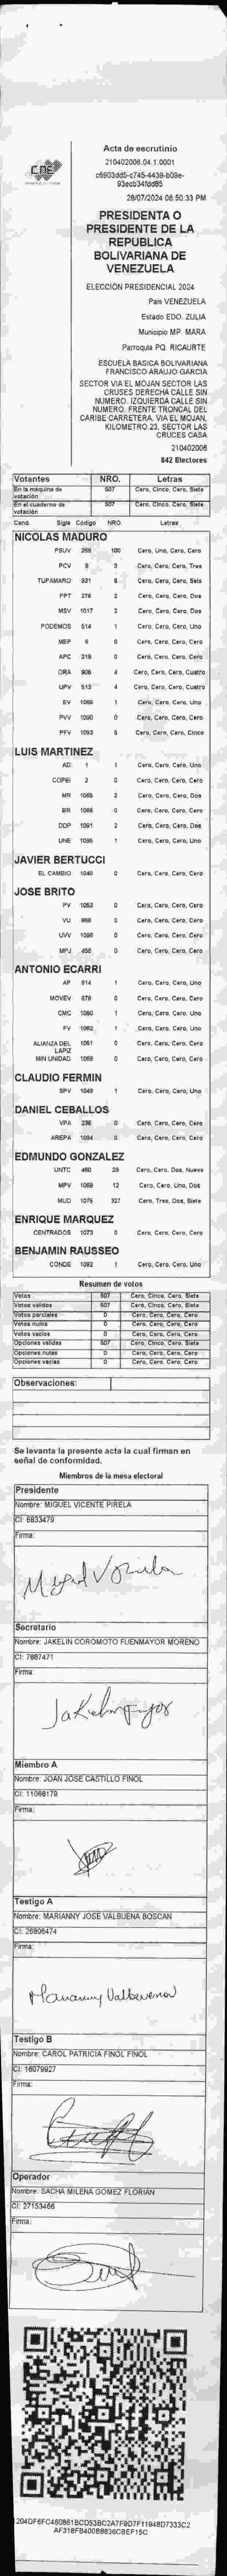 Acta de escrutinio
CNE
210402006.04.1.0001
c6903dd5-c745-4439-b09e-
93ecb34fdd85
28/07/2024 06:50:33 PM
PRESIDENTA O
PRESIDENTE DE LA
REPUBLICA
BOLIVARIANA DE
VENEZUELA
ELECCIÓN PRESIDENCIAL 2024
País VENEZUELA
Estado EDO. ZULIA
Municipio MP. MARA
Parroquia PQ. RICAURTE
ESCUELA BASICA BOLIVARIANA
FRANCISCO ARAUJO GARCIA
SECTOR VIA EL MOJAN SECTOR LAS
CRUSES DERECHA CALLE SIN
NUMERO. IZQUIERDA CALLE SIN
NUMERO. FRENTE TRONCAL DEL
CARIBE CARRETERA. VIA EL MOJAN.
KILOMETRO.23. SECTOR LAS
CRUCES CASA
210402006
842 Electores
Votantes NRO. Letras
En la máquina de votación 507 Cero, Cinco, Cero, Siete
En el cuaderno de votación 507 Cero, Cinco, Cero, Siete
Cand. Sigla Código NRO. Letras
NICOLAS MADURO
PSUV 259 100 Cero, Uno, Cero, Cero
PCV 9 3 Cero, Cero, Cero, Tres
TUPAMARO 931 6 Cero, Cero, Cero, Seis
PPT 276 2 Cero, Cero, Cero, Dos
MSV 1017 2 Cero, Cero, Cero, Dos
PODEMOS 514 1 Cero, Cero, Cero, Uno
MEP 6 0 Cero, Cero, Cero, Cero
APC 219 0 Cero, Cero, Cero, Cero
ORA 906 4 Cero, Cero, Cero, Cuatro
UPV 513 4 Cero, Cero, Cero, Cuatro
EV 1089 1 Cero, Cero, Cero, Uno
PVV 1090 0 Cero, Cero, Cero, Cero
PFV 1093 5 Cero, Cero, Cero, Cinco
LUIS MARTINEZ
AD 1 1 Cero, Cero, Cero, Uno
COPEI 2 0 Cero, Cero, Cero, Cero
MR 1065 2 Cero, Cero, Cero, Dos
BR 1066 0 Cero, Cero, Cero, Cero
DDP 1091 2 Cero, Cero, Cero, Dos
UNE 1095 1 Cero, Cero, Cero, Uno
JAVIER BERTUCCI
EL CAMBIO 1048 0 Cero, Cero, Cero, Cero
JOSE BRITO
PV 1053 0 Cero, Cero, Cero, Cero
VU 868 0 Cero, Cero, Cero, Cero
UVV 1096 0 Cero, Cero, Cero, Cero
MPJ 456 0 Cero, Cero, Cero, Cero
ANTONIO ECARRI
AP 814 1 Cero, Cero, Cero, Uno
MOVEV 978 0 Cero, Cero, Cero, Cero
CMC 1050 1 Cero, Cero, Cero, Uno
FV 1062 1 Cero, Cero, Cero, Uno
ALIANZA DEL LAPIZ 1051 0 Cero, Cero, Cero, Cero
MIN UNIDAD 1058 0 Cero, Cero, Cero, Cero
CLAUDIO FERMIN
SPV 1049 1 Cero, Cero, Cero, Uno
DANIEL CEBALLOS
VPA 236 0 Cero, Cero, Cero, Cero
AREPA 1094 0 Cero, Cero, Cero, Cero
EDMUNDO GONZALEZ
UNTC 460 29 Cero, Cero, Dos, Nueve
MPV 1069 12 Cero, Cero, Uno, Dos
MUD 1075 327 Cero, Tres, Dos, Siete
ENRIQUE MARQUEZ
CENTRADOS 1073 0 Cero, Cero, Cero, Cero
BENJAMIN RAUSSEO
CONDE 1092 1 Cero, Cero, Cero, Uno
Resumen de votos
Votos 507 Cero, Cinco, Cero, Siete
Votos válidos 507 Cero, Cinco, Cero, Siete
Votos parciales 0 Cero, Cero, Cero, Cero
Votos nulos 0 Cero, Cero, Cero, Cero
Votos vacíos 0 Cero, Cero, Cero, Cero
Opciones válidas 507 Cero, Cinco, Cero, Siete
Opciones nulas 0 Cero, Cero, Cero, Cero
Opciones vacías 0 Cero, Cero, Cero, Cero
Observaciones:
Se levanta la presente acta la cual firman en
señal de conformidad.
Miembros de la mesa electoral
Presidente
Nombre: MIGUEL VICENTE PIRELA
CI: 6833479
Firma:
Secretario
Nombre: JAKELIN COROMOTO FUENMAYOR MORENO
CI: 7887471
Firma:
Miembro A
Nombre: JOAN JOSE CASTILLO FINOL
CI: 11066179
Firma:
Testigo A
Nombre: MARIANNY JOSE VALBUENA BOSCAN
CI: 26806474
Firma:
Marianny Valbuena
Testigo B
Nombre: CAROL PATRICIA FINOL FINOL
CI: 16079927
Firma:
Operador
Nombre: SACHA MILENA GOMEZ FLORIAN
CI: 27153466
Firma:
204DF6FC460861BCD53BC2A7F9D7F11946D7333C2
AF318FB400B8836CBEF15C